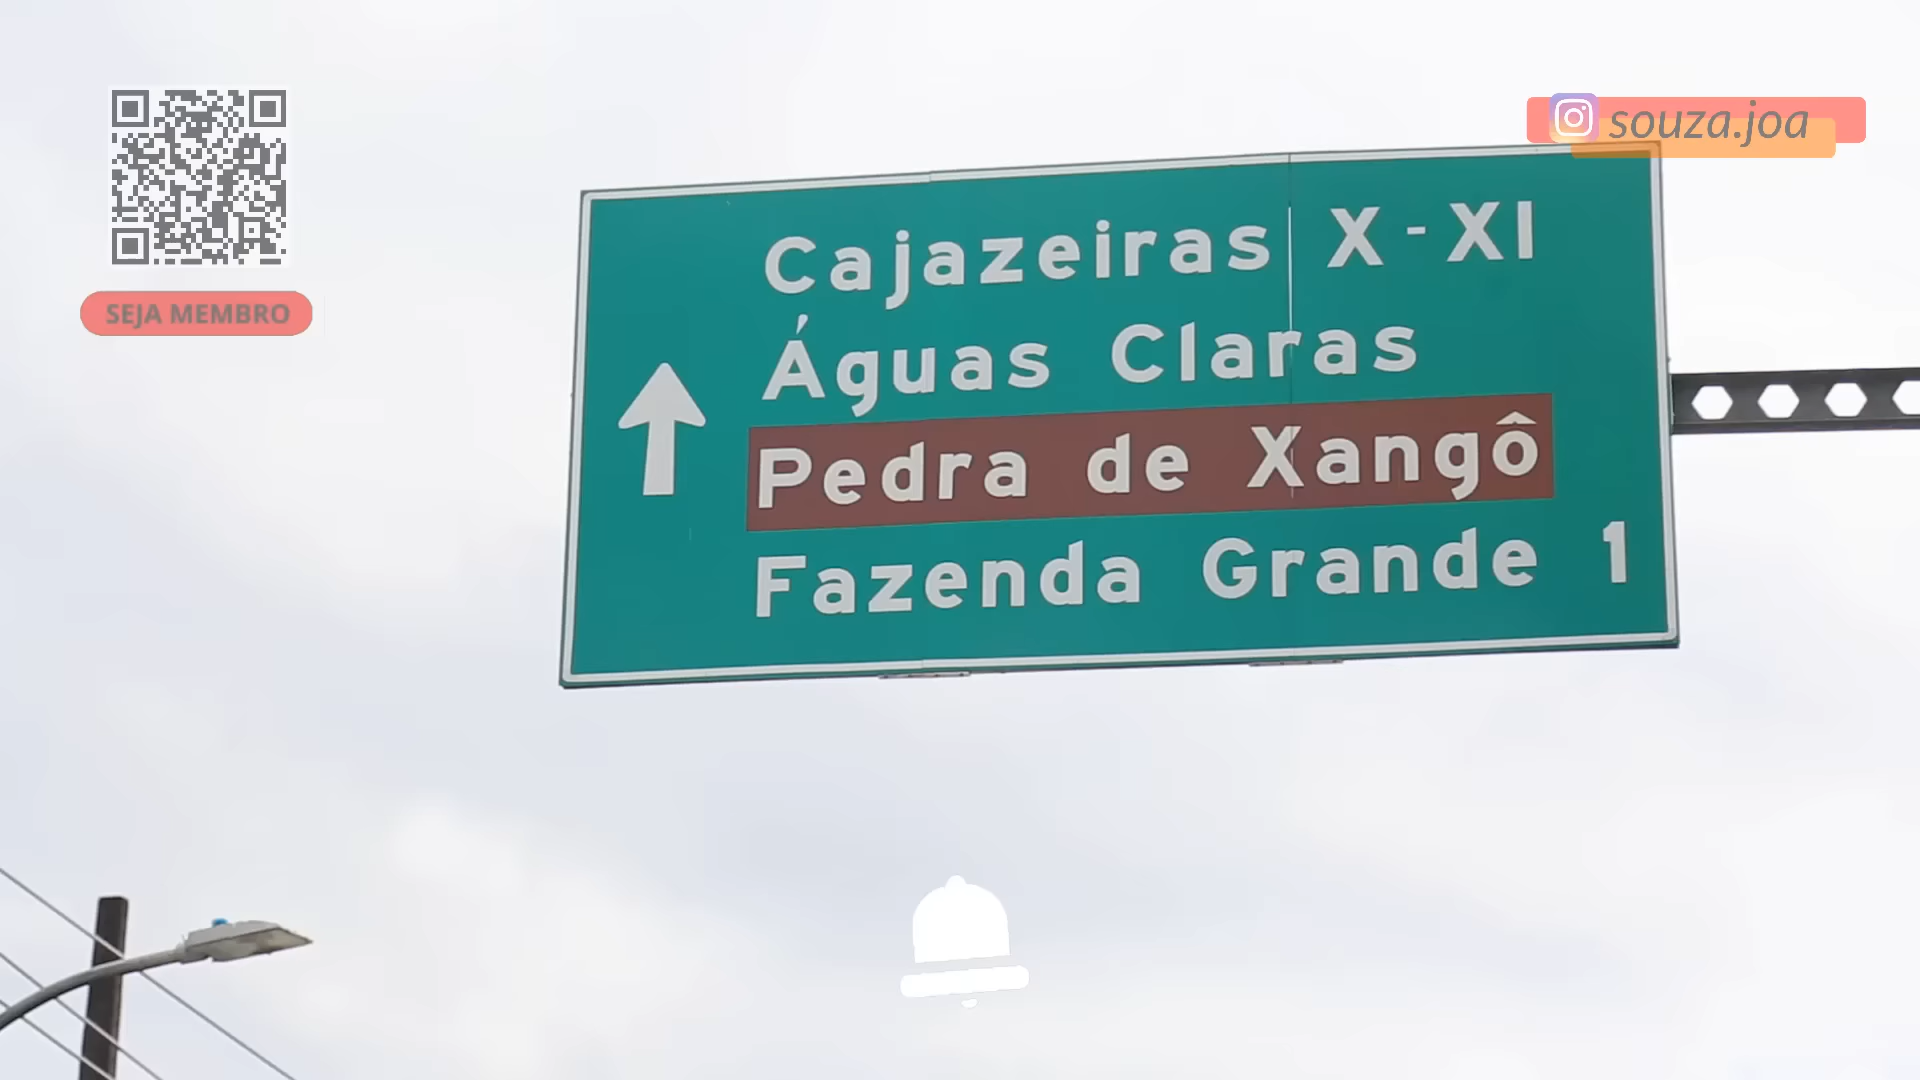 souza.joa
Cajazeiras X - XI
Águas Claras
Pedra de Xangô
Fazenda Grande 1
SEJA MEMBRO